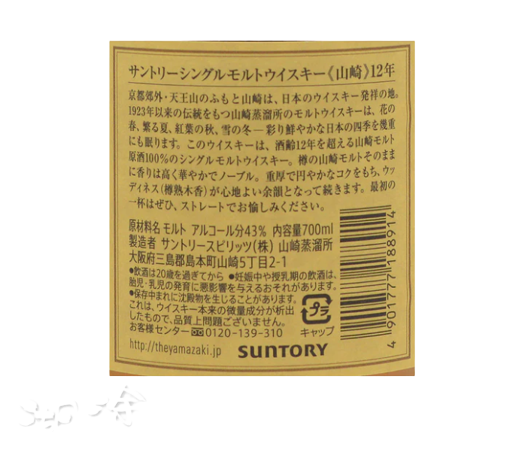 サントリーシングルモルトウイスキー《山崎》12年
京都郊外・天王山のふもと山崎は、日本のウイスキー発祥の地。
1923年以来の伝統をもつ山崎蒸溜所のモルトウイスキーは、花の
春、繁る夏、紅葉の秋、雪の冬―彩り鮮やかな日本の四季を幾重
にも眠ります。このウイスキーは、酒齢12年を超える山崎モルト
原酒100%のシングルモルトウイスキー。樽の山崎モルトそのまま
に香りは高く華やかでノーブル。重厚で円やかなコクをもち、ウッ
ディネス(樽熟木香)が心地よい余韻となって続きます。最初の
一杯はぜひ、ストレートでお愉しみください。
原材料名 モルト アルコール分43% 内容量700ml
製造者 サントリースピリッツ(株) 山崎蒸溜所
大阪府三島郡島本町山崎5丁目2-1
●飲酒は20歳を過ぎてから ●妊娠中や授乳期の飲酒は、
胎児・乳児の発育に悪影響を与えるおそれがあります。
●保存中まれに沈殿物を生じることがあります。
これは、ウイスキー本来の微量成分が析出
したもので、品質上問題ございません。
お客様センター 0120-139-310
http://theyamazaki.jp
SUNTORY
プラ
キャップ
4901777188914